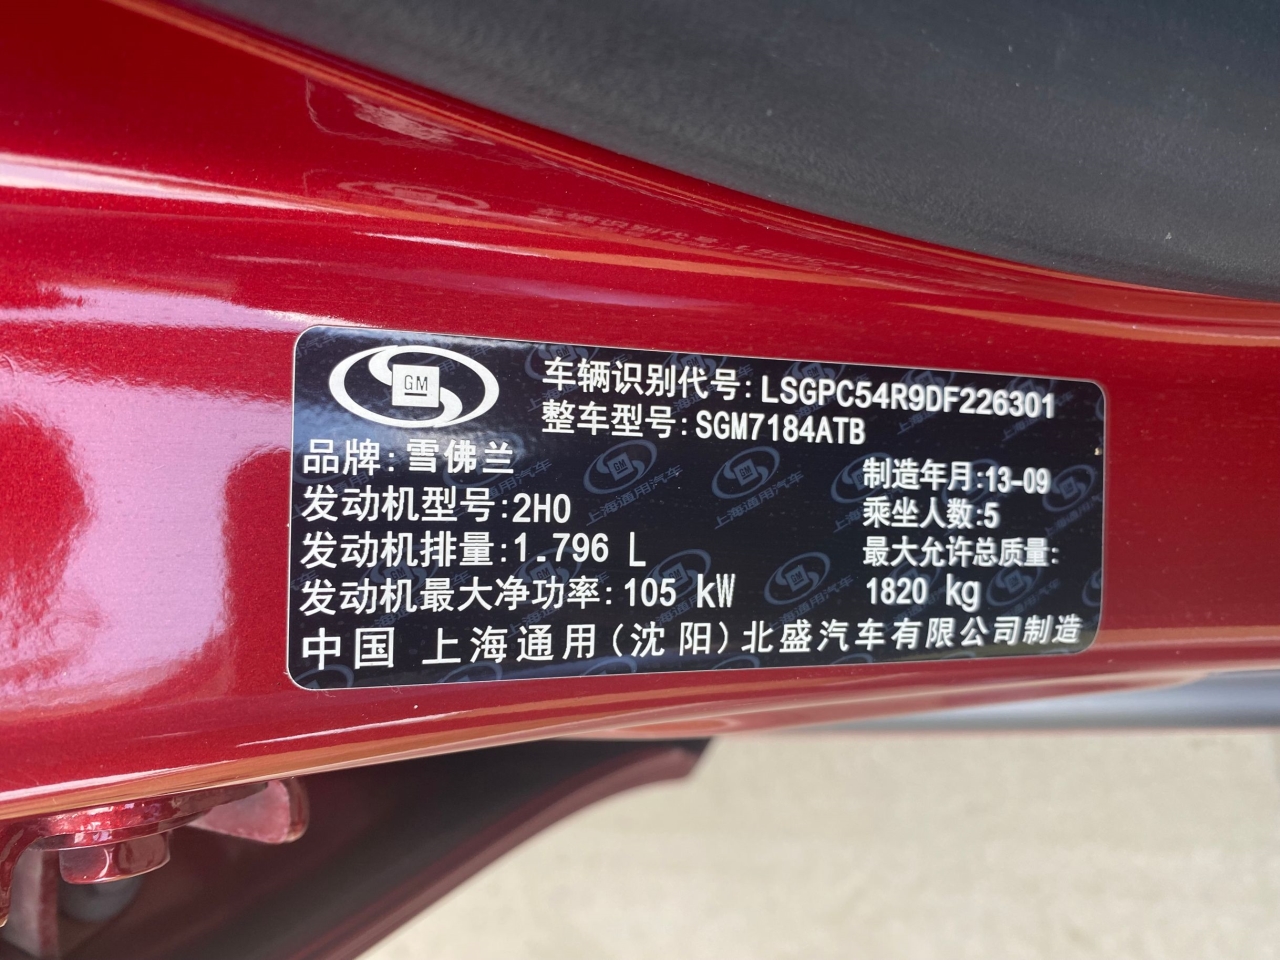 GM
车辆识别代号:LSGPC54R9DF226301
整车型号:SGM7184ATB
品牌:雪佛兰
制造年月:13-09
发动机型号:2H0
乘坐人数:5
发动机排量:1.796 L
最大允许总质量:
1820 kg
发动机最大净功率:105 kW
中国 上海通用(沈阳)北盛汽车有限公司制造